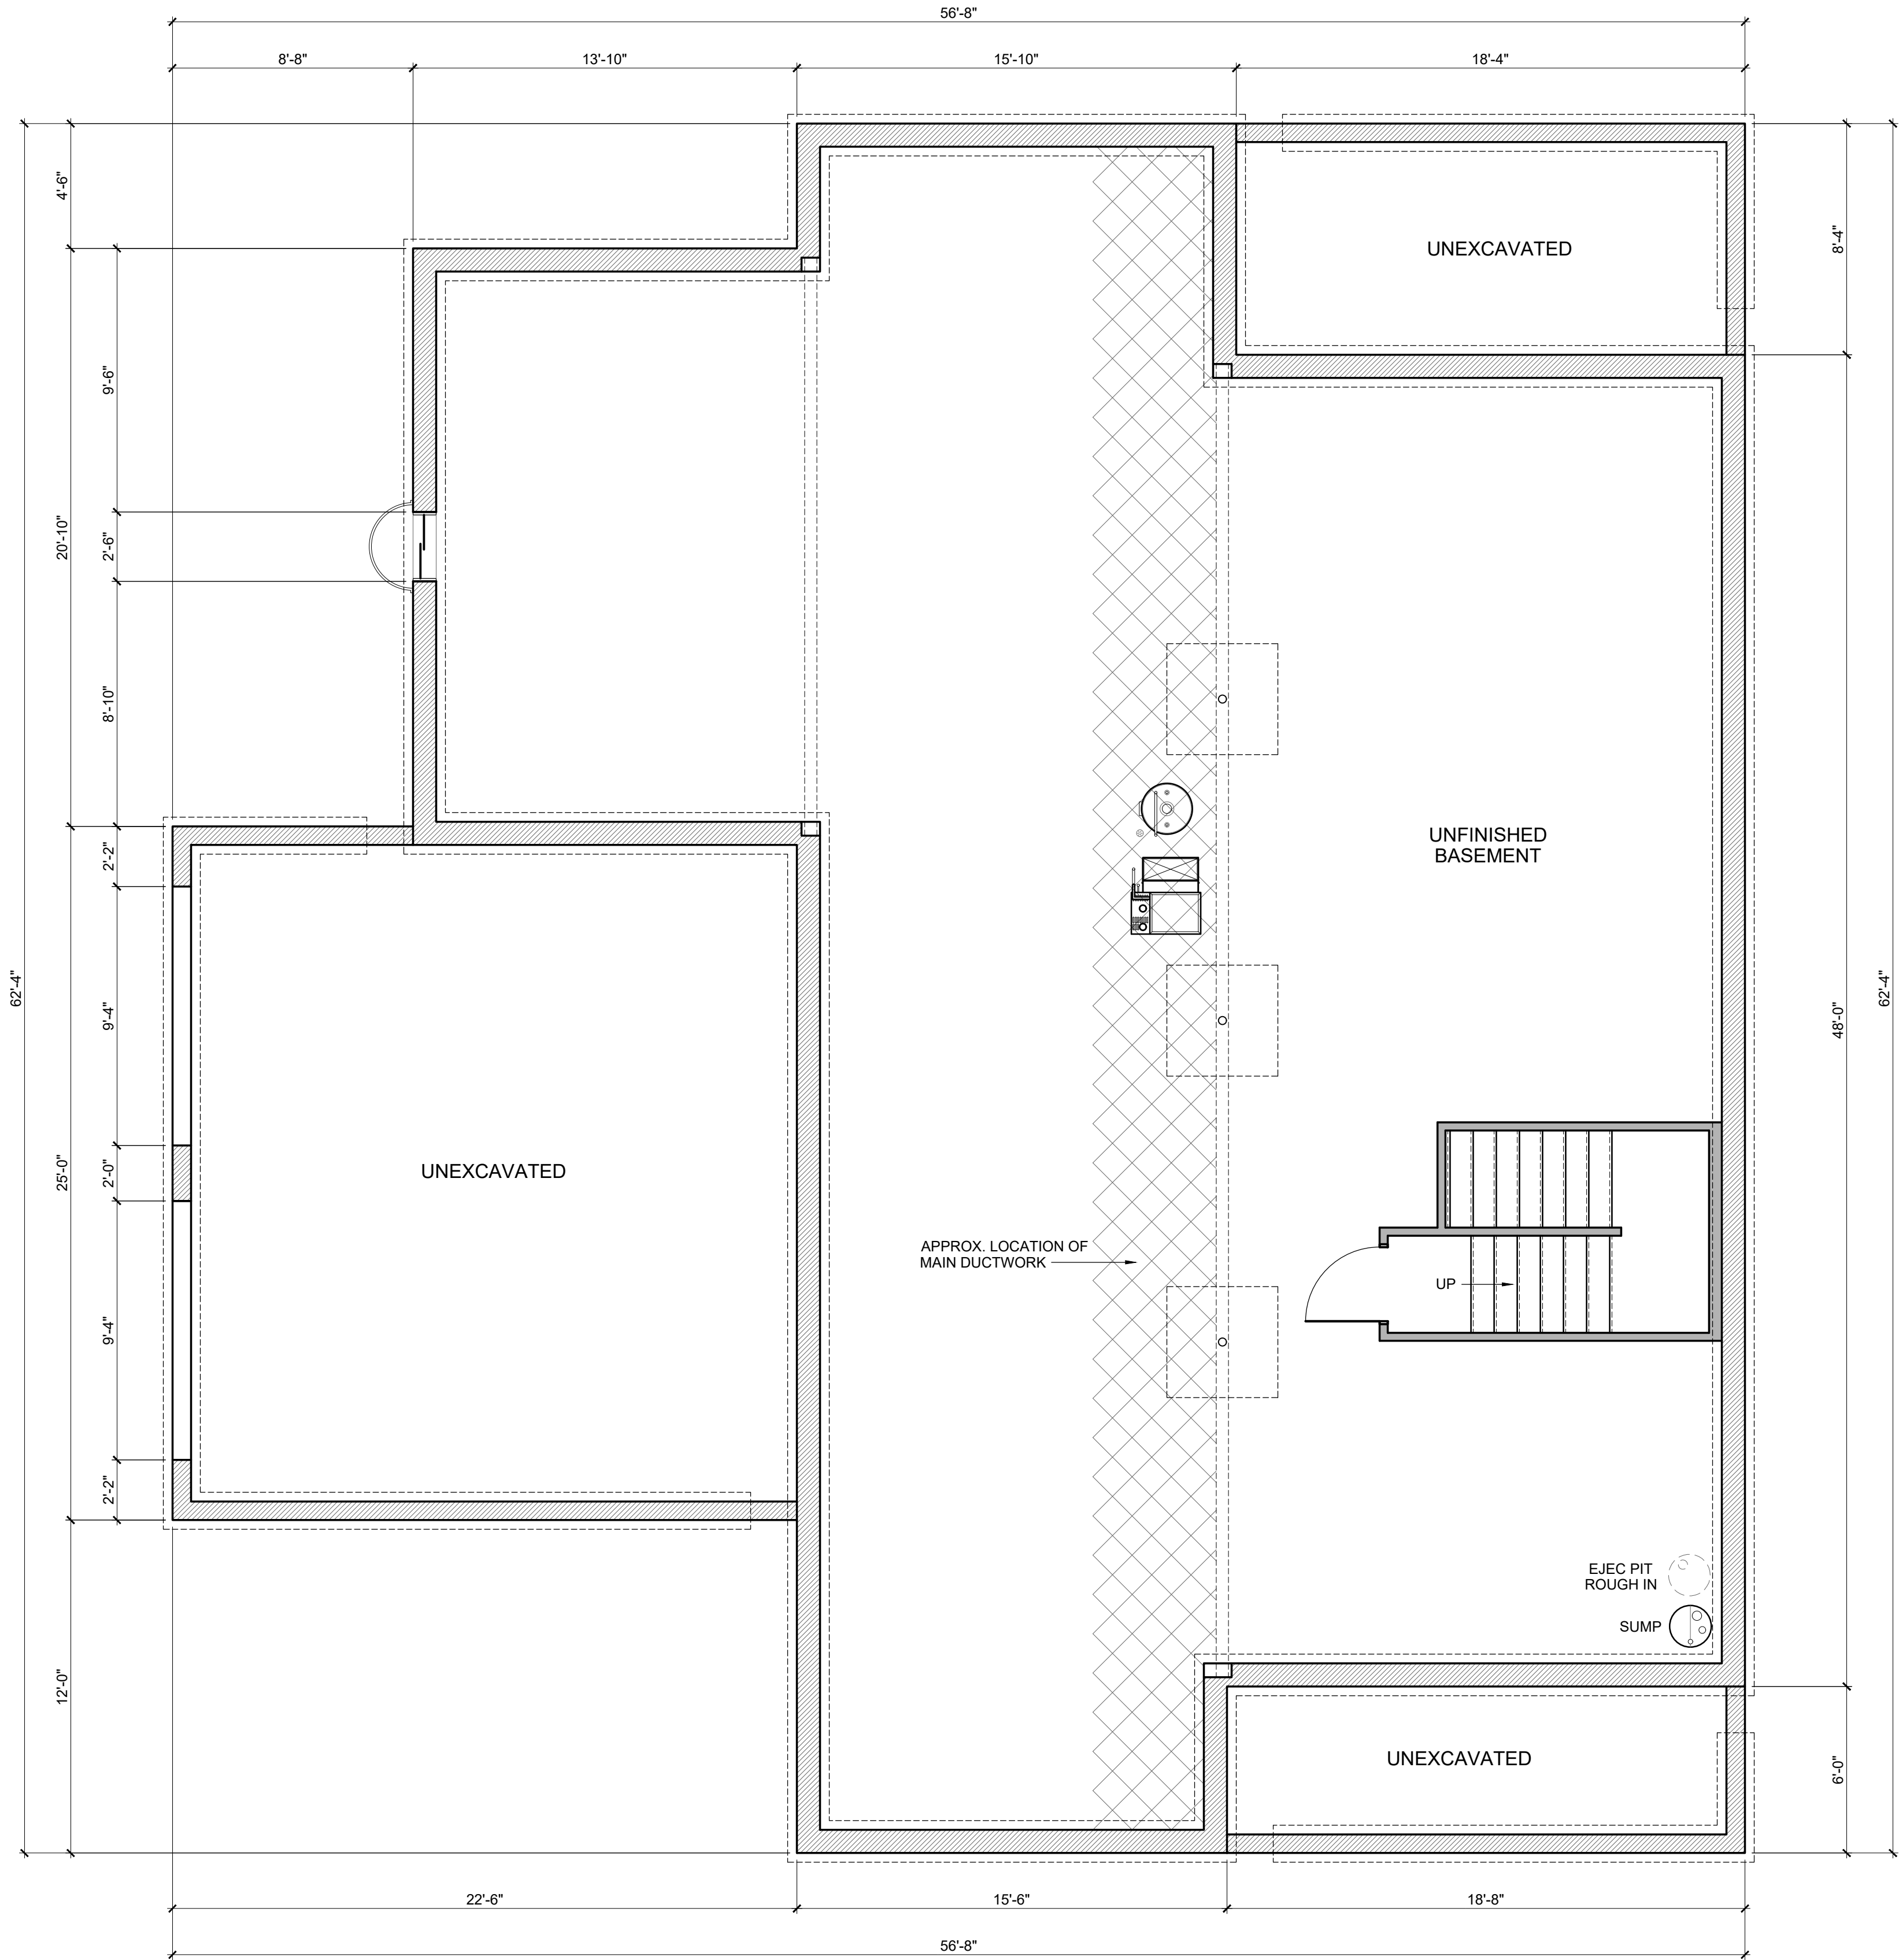 56'-8"
8'-8"
13'-10"
15'-10"
18'-4"
4'-6"
8'-4"
UNEXCAVATED
9'-6"
20'-10"
2'-6"
8'-10"
UNFINISHED
BASEMENT
2'-2"
62'-4"
9'-4"
48'-0"
62'-4"
25'-0"
2'-0"
UNEXCAVATED
APPROX. LOCATION OF
MAIN DUCTWORK
UP
9'-4"
2'-2"
EJEC PIT
ROUGH IN
SUMP
12'-0"
UNEXCAVATED
6'-0"
22'-6"
15'-6"
18'-8"
56'-8"